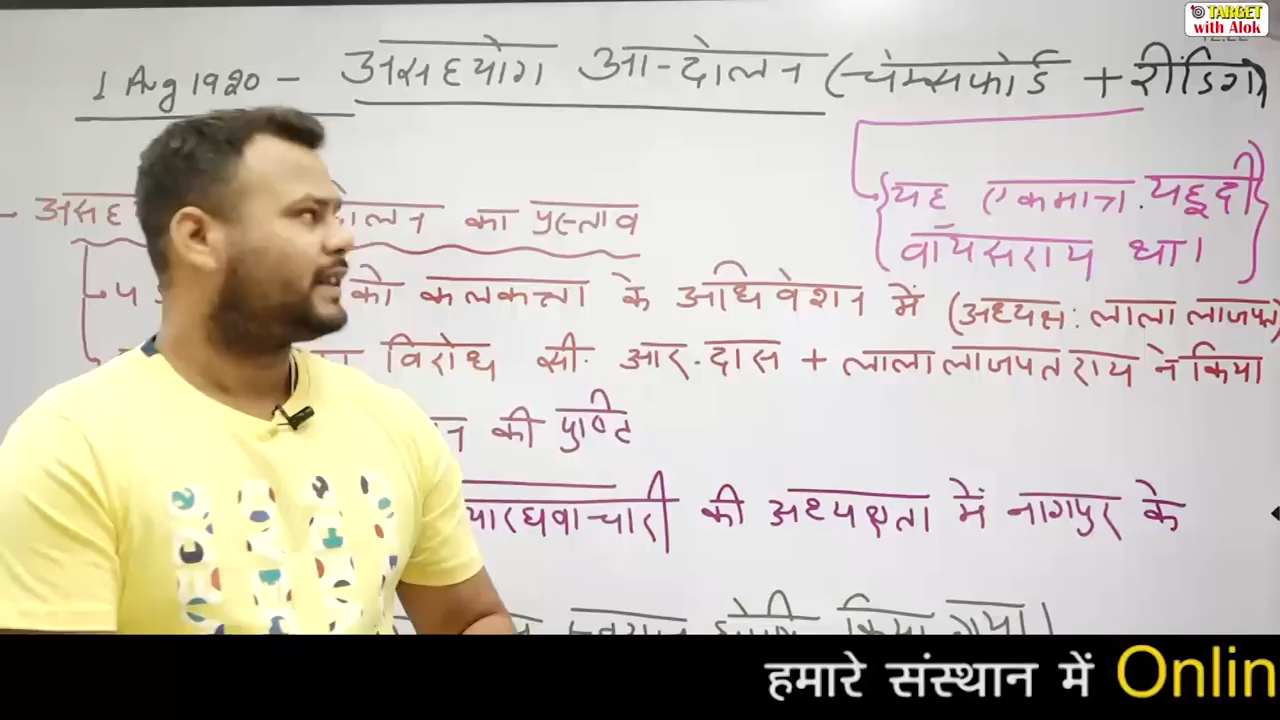 TARGET
with Alok
1 Aug 1920 - असहयोग आन्दोलन (चेम्सफोर्ड + रीडिंग)
{यह एकमात्र यहूदी
वॉयसराय था।}
- असह ोलन का प्रस्ताव
को कलकत्ता के अधिवेशन में (अध्यक्ष: लाला लाजपत)
विरोध सी. आर. दास + लाला लाजपत राय ने किया
न की पुष्टि
घवाचारी की अध्यक्षता में नागपुर के
किया गया।
हमारे संस्थान में Onlin